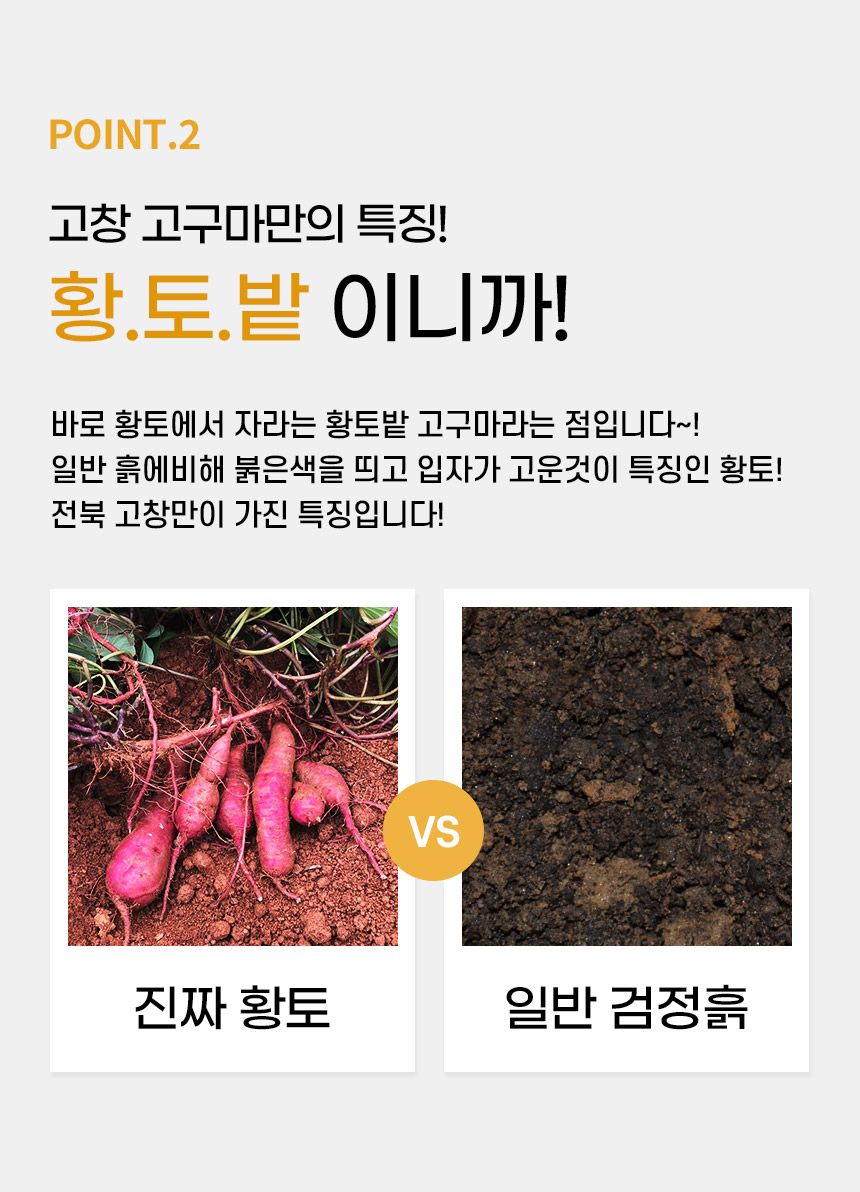 POINT.2
고창 고구마만의 특징!
황.토.밭 이니까!
바로 황토에서 자라는 황토밭 고구마라는 점입니다~!
일반 흙에비해 붉은색을 띄고 입자가 고운것이 특징인 황토!
전북 고창만이 가진 특징입니다!
VS
진짜 황토
일반 검정흙